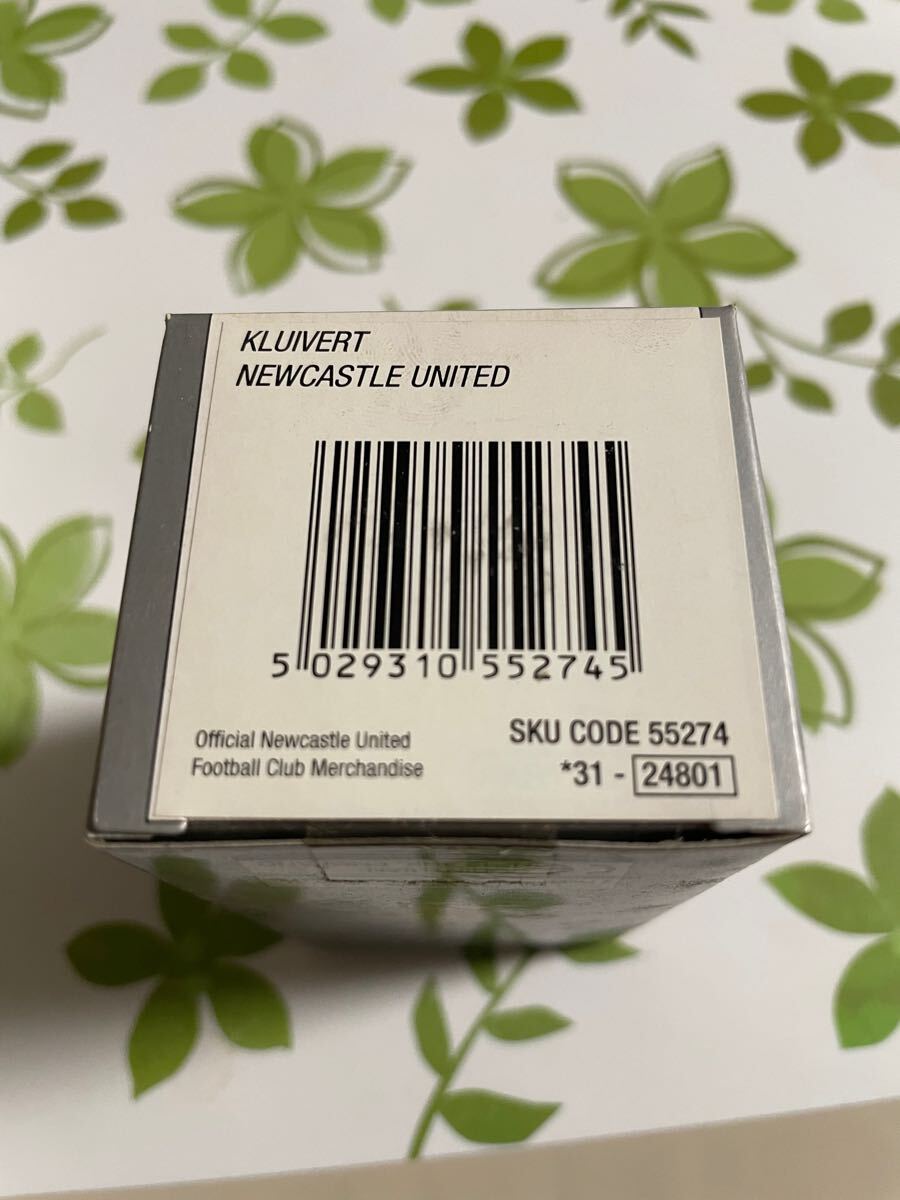 KLUIVERT
NEWCASTLE UNITED
5 029310 552745
Official Newcastle United
Football Club Merchandise
SKU CODE 55274
*31 - 24801